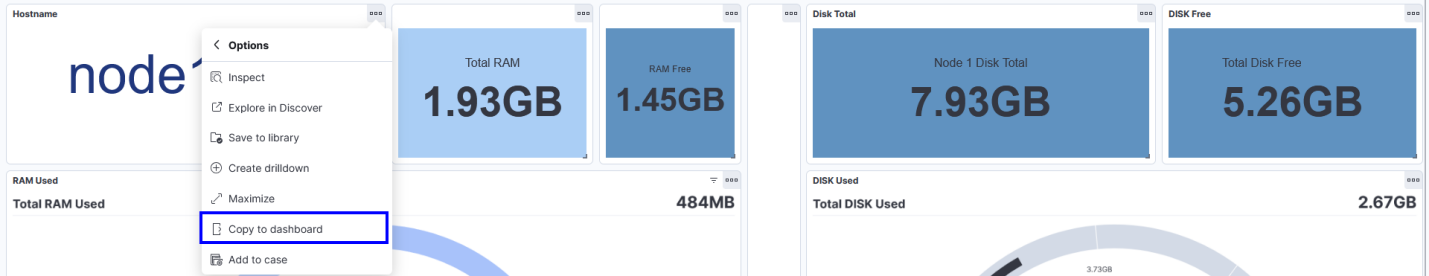 Hostname
Disk Total
DISK Free
Options
Inspect
Explore in Discover
Save to library
Create drilldown
Maximize
Copy to dashboard
Add to case
node1
Total RAM
1.93GB
RAM Free
1.45GB
Node 1 Disk Total
7.93GB
Total Disk Free
5.26GB
RAM Used
Total RAM Used
484MB
DISK Used
Total DISK Used
2.67GB
3.73GB